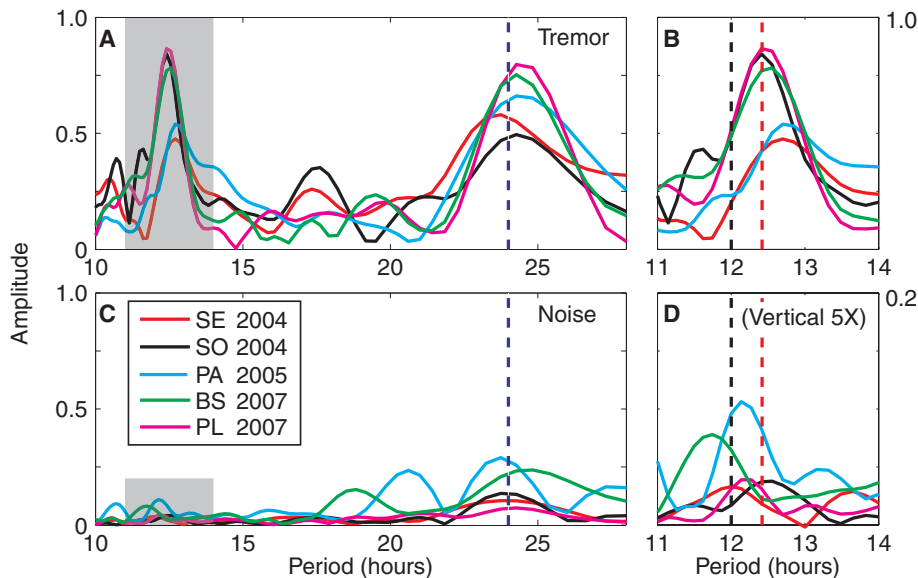 1.0
A
Tremor
B
1.0
0.5
0
10
15
20
25
11
12
13
14
Amplitude
1.0
C
Noise
D
(Vertical 5X)
0.2
SE 2004
SO 2004
PA 2005
BS 2007
PL 2007
0.5
0
10
15
20
25
11
12
13
14
Period (hours)
Period (hours)